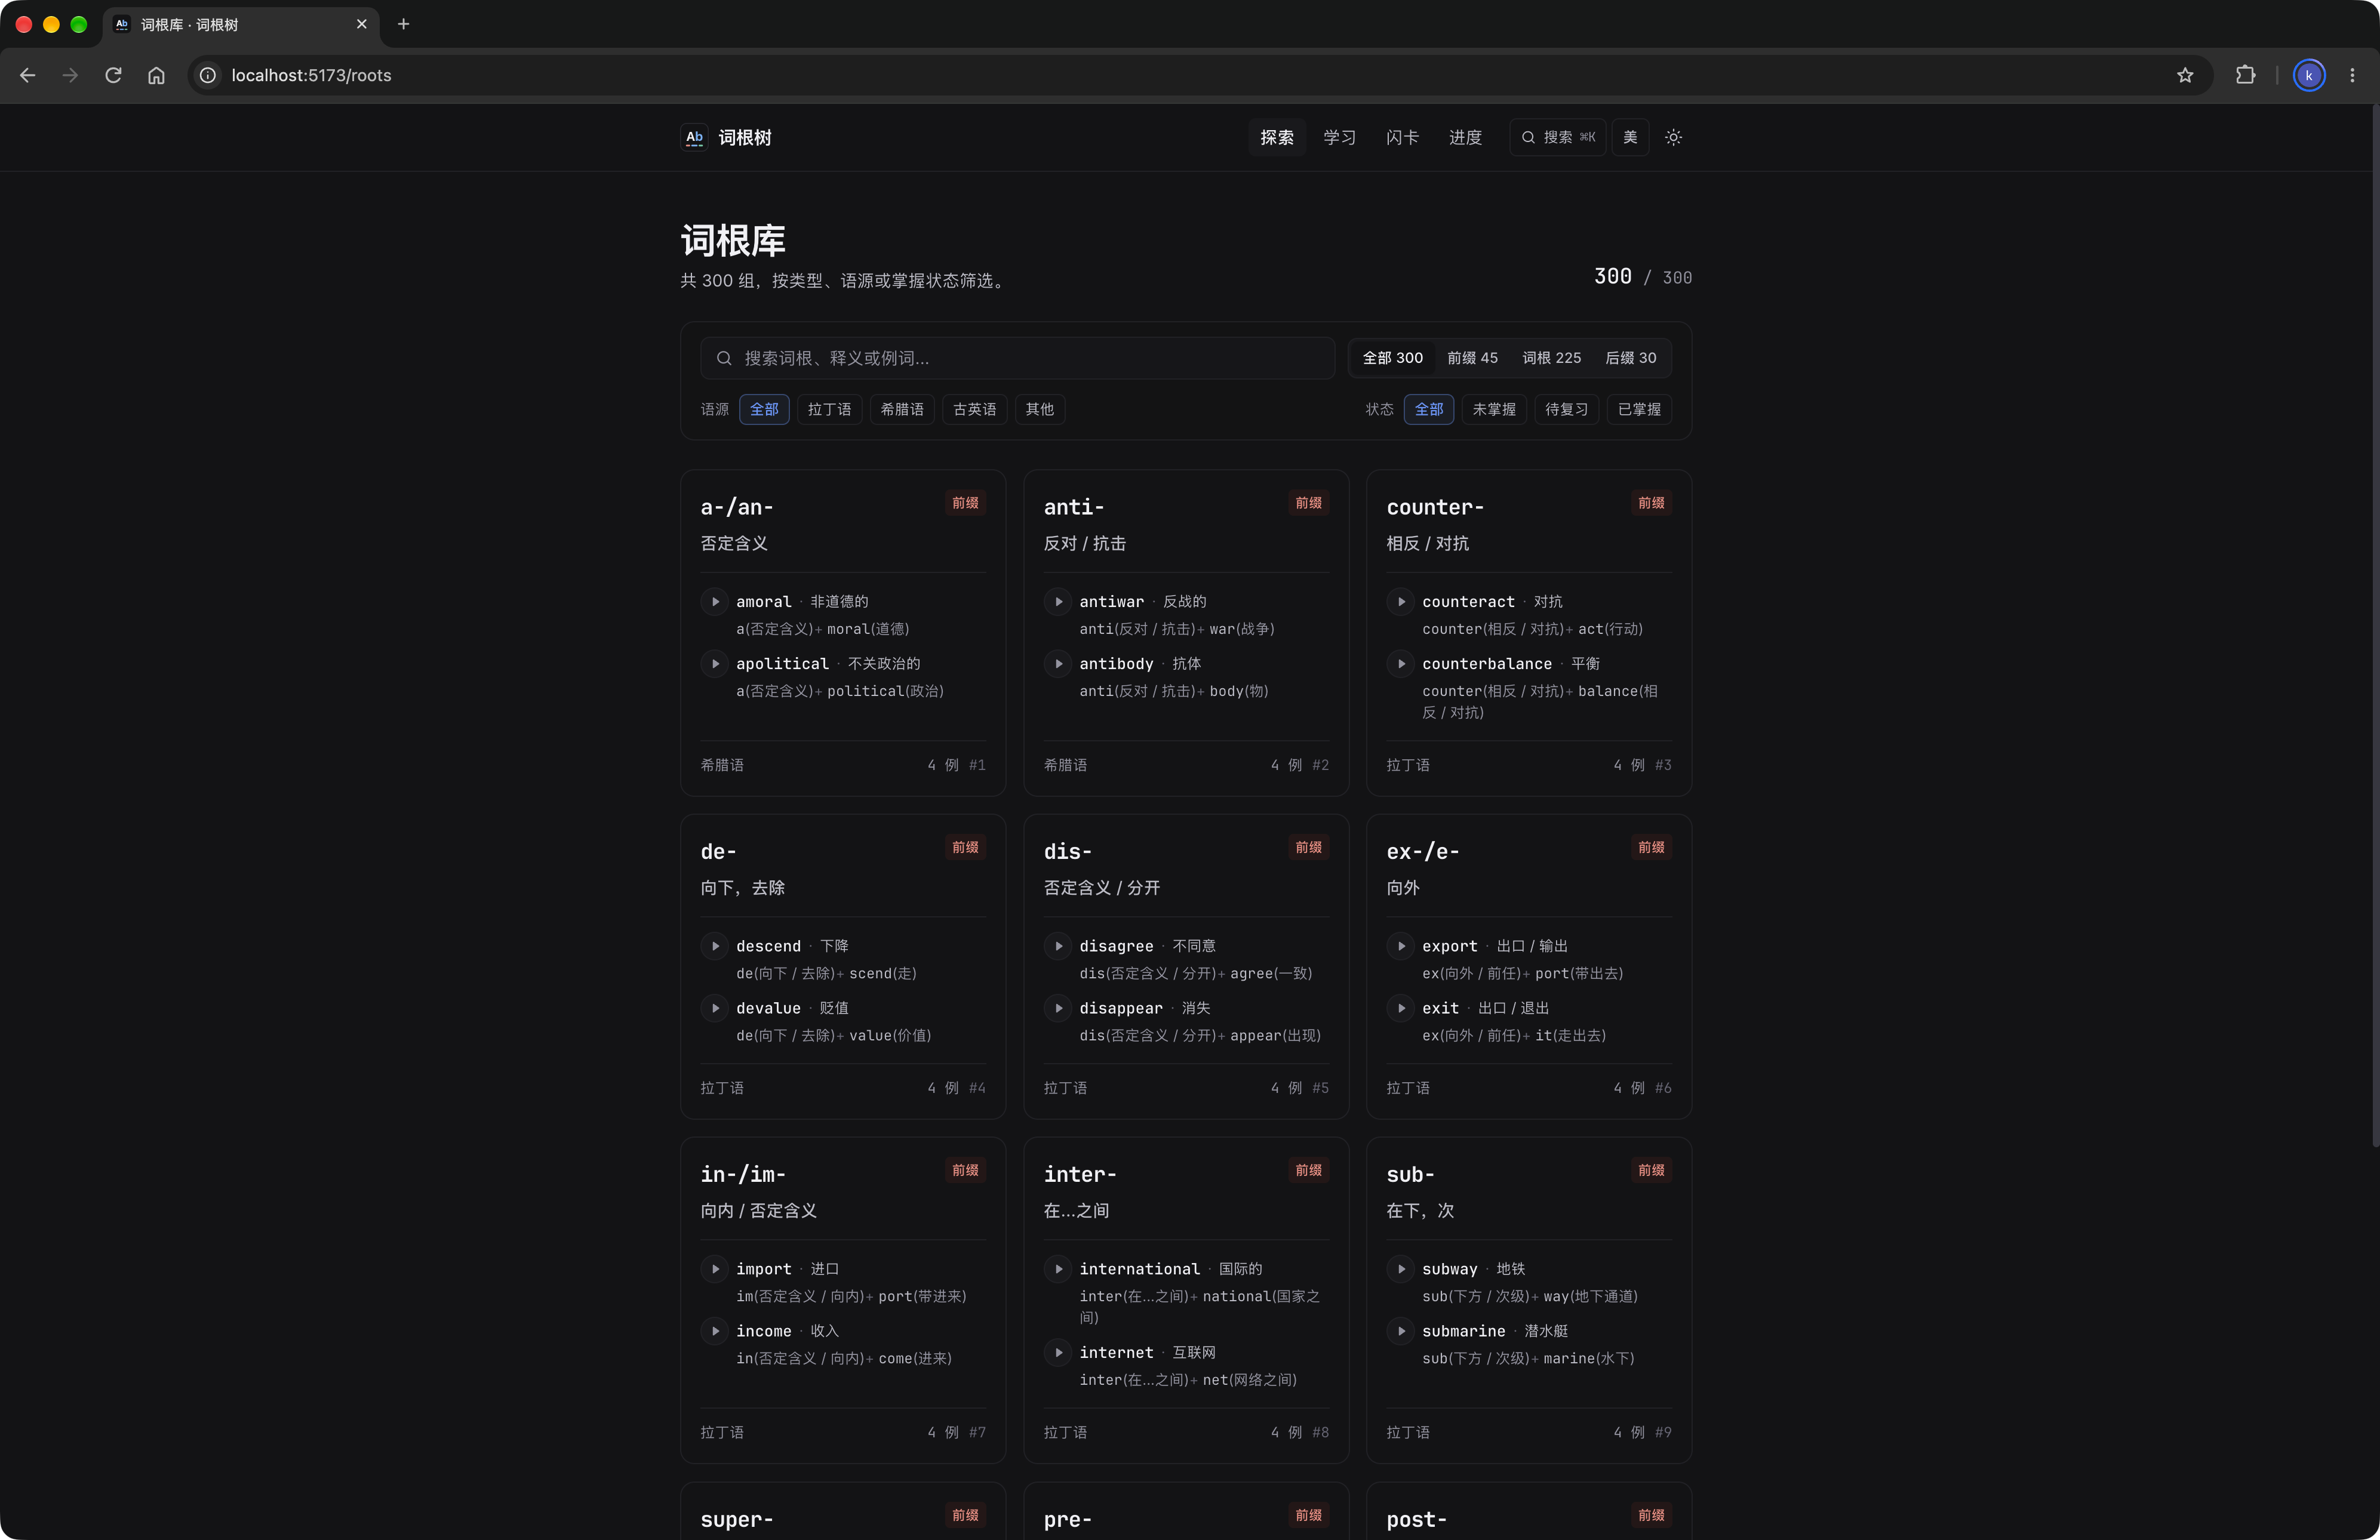 Ab 词根库 · 词根树
localhost:5173/roots
k
Ab 词根树
探索 学习 闪卡 进度 搜索 ⌘K 美
词根库
共 300 组，按类型、语源或掌握状态筛选。
300 / 300
搜索词根、释义或例词...
全部 300 前缀 45 词根 225 后缀 30
语源 全部 拉丁语 希腊语 古英语 其他
状态 全部 未掌握 待复习 已掌握
a-/an- 前缀
否定含义
amoral · 非道德的
a(否定含义)+ moral(道德)
apolitical · 不关政治的
a(否定含义)+ political(政治)
希腊语 4 例 #1
anti- 前缀
反对 / 抗击
antiwar · 反战的
anti(反对 / 抗击)+ war(战争)
antibody · 抗体
anti(反对 / 抗击)+ body(物)
希腊语 4 例 #2
counter- 前缀
相反 / 对抗
counteract · 对抗
counter(相反 / 对抗)+ act(行动)
counterbalance · 平衡
counter(相反 / 对抗)+ balance(相
反 / 对抗)
拉丁语 4 例 #3
de- 前缀
向下，去除
descend · 下降
de(向下 / 去除)+ scend(走)
devalue · 贬值
de(向下 / 去除)+ value(价值)
拉丁语 4 例 #4
dis- 前缀
否定含义 / 分开
disagree · 不同意
dis(否定含义 / 分开)+ agree(一致)
disappear · 消失
dis(否定含义 / 分开)+ appear(出现)
拉丁语 4 例 #5
ex-/e- 前缀
向外
export · 出口 / 输出
ex(向外 / 前任)+ port(带出去)
exit · 出口 / 退出
ex(向外 / 前任)+ it(走出去)
拉丁语 4 例 #6
in-/im- 前缀
向内 / 否定含义
import · 进口
im(否定含义 / 向内)+ port(带进来)
income · 收入
in(否定含义 / 向内)+ come(进来)
拉丁语 4 例 #7
inter- 前缀
在...之间
international · 国际的
inter(在...之间)+ national(国家之
间)
internet · 互联网
inter(在...之间)+ net(网络之间)
拉丁语 4 例 #8
sub- 前缀
在下，次
subway · 地铁
sub(下方 / 次级)+ way(地下通道)
submarine · 潜水艇
sub(下方 / 次级)+ marine(水下)
拉丁语 4 例 #9
super- 前缀
pre- 前缀
post- 前缀